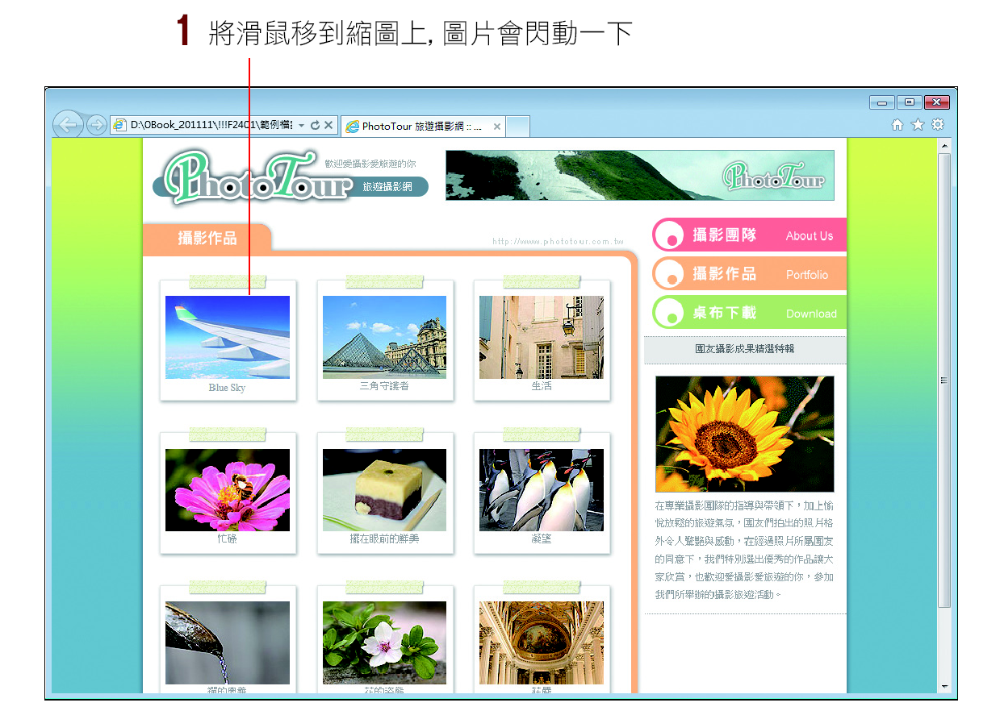 1 將滑鼠移到縮圖上, 圖片會閃動一下
D:\0Book_201111\!!!F2401\範例檔
PhotoTour 旅遊攝影網 :: ...
PhotoTour
歡迎愛攝影愛旅遊的你
旅遊攝影網
PhotoTour
攝影作品
http://www.phototour.com.tw
攝影團隊 About Us
攝影作品 Portfolio
桌布下載 Download
Blue Sky
三角守護者
生活
忙碌
擺在眼前的鮮美
凝望
禪的奧義
花的姿態
莊嚴
團友攝影成果精選特輯
在專業攝影團隊的指導與帶領下，加上愉
悅放鬆的旅遊氣氛，團友們拍出的照片格
外令人驚艷與感動，在經過照片所屬團友
的同意下，我們特別選出優秀的作品讓大
家欣賞，也歡迎愛攝影愛旅遊的你，參加
我們所舉辦的攝影旅遊活動。